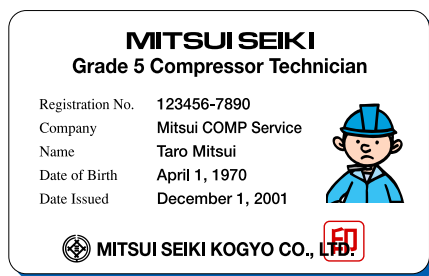 MITSUI SEIKI
Grade 5 Compressor Technician
Registration No. 123456-7890
Company Mitsui COMP Service
Name Taro Mitsui
Date of Birth April 1, 1970
Date Issued December 1, 2001
MITSUI SEIKI KOGYO CO., LTD.
印